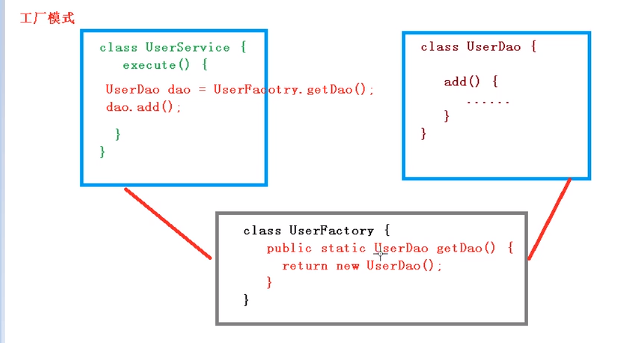 工厂模式
class UserService {
execute() {
UserDao dao = UserFacotry.getDao();
dao.add();
}
}
class UserDao {
add() {
......
}
}
class UserFactory {
public static UserDao getDao() {
return new UserDao();
}
}